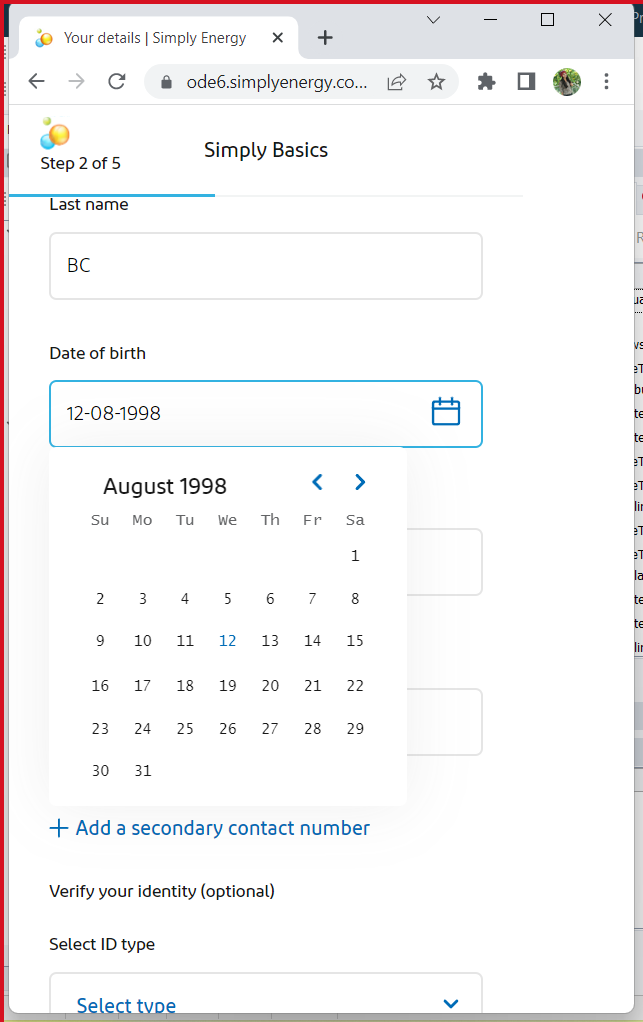 Your details | Simply Energy
ode6.simplyenergy.co...
Step 2 of 5
Simply Basics
Last name
BC
Date of birth
12-08-1998
August 1998
Su Mo Tu We Th Fr Sa
1
2 3 4 5 6 7 8
9 10 11 12 13 14 15
16 17 18 19 20 21 22
23 24 25 26 27 28 29
30 31
+ Add a secondary contact number
Verify your identity (optional)
Select ID type
Select type